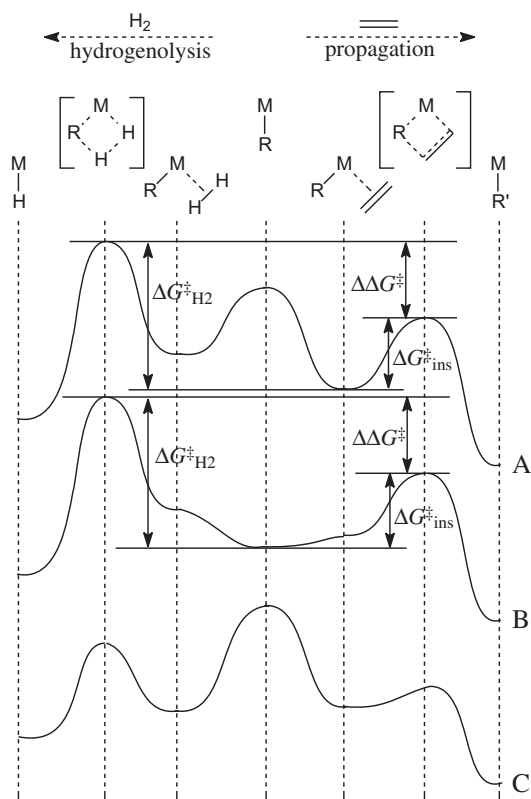 H2
hydrogenolysis
propagation
M
R H
H
M
R
M
R
M
H
M
R
H
H
R
M
M
R'
ΔG‡H2
ΔΔG‡
ΔG‡ins
A
ΔG‡H2
ΔΔG‡
ΔG‡ins
B
C